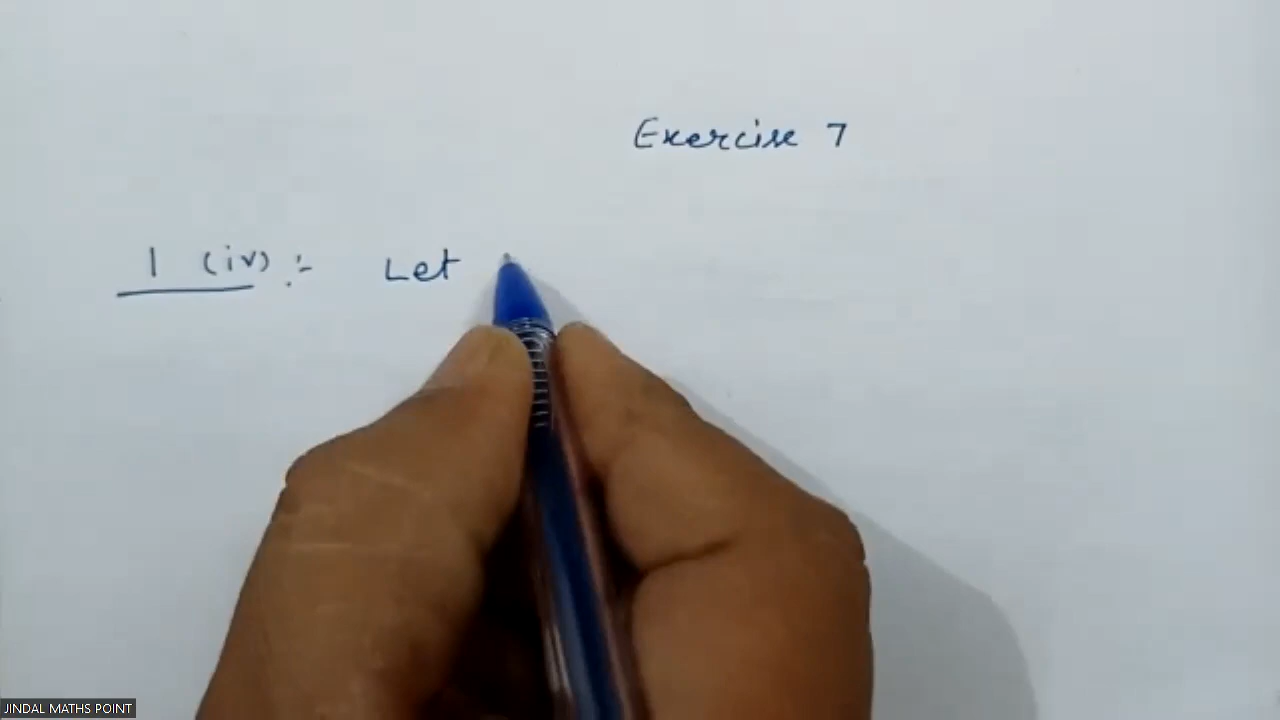 Exercise 7
1 (iv) :- Let
JINDAL MATHS POINT